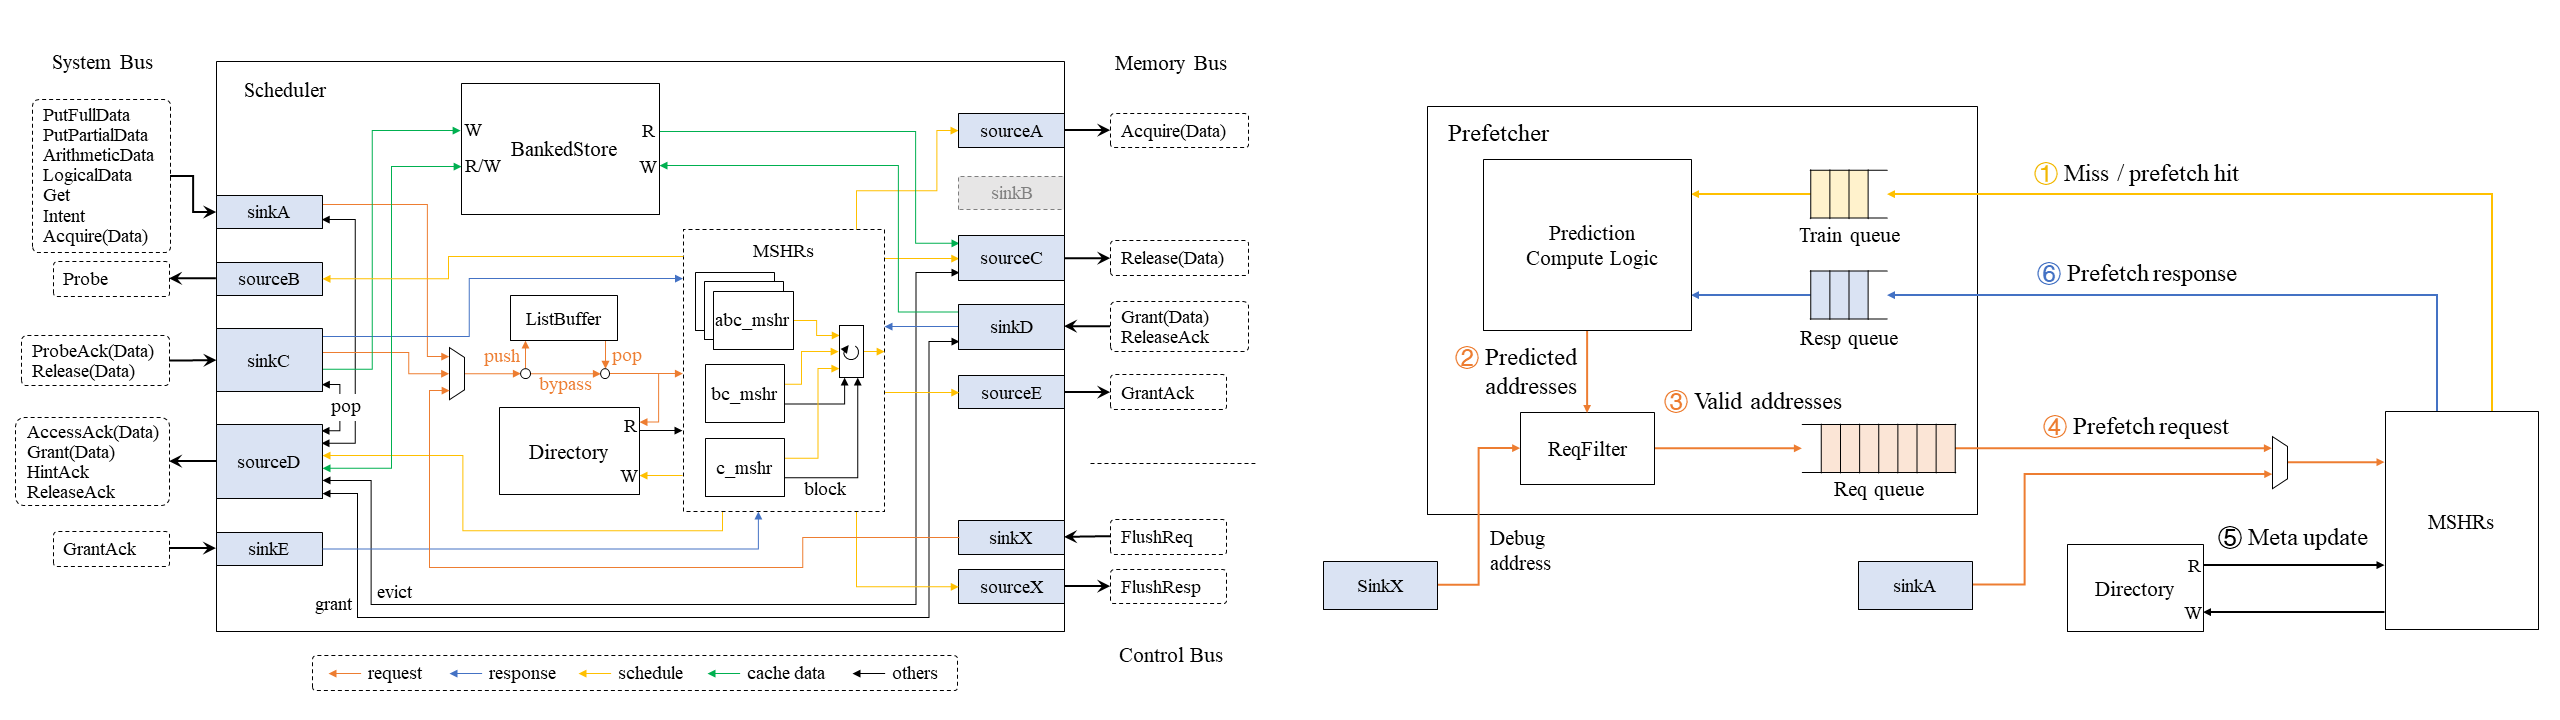 System Bus
Scheduler
Memory Bus
PutFullData
PutPartialData
ArithmeticData
LogicalData
Get
Intent
Acquire(Data)
Probe
ProbeAck(Data)
Release(Data)
AccessAck(Data)
Grant(Data)
HintAck
ReleaseAck
GrantAck
sinkA
sourceB
sinkC
sourceD
sinkE
pop
W
R/W
BankedStore
R
W
ListBuffer
push
bypass
pop
Directory
R
W
MSHRs
abc_mshr
bc_mshr
c_mshr
block
evict
grant
sourceA
sinkB
sourceC
sinkD
sourceE
sinkX
sourceX
Acquire(Data)
Release(Data)
Grant(Data)
ReleaseAck
GrantAck
FlushReq
FlushResp
Control Bus
request
response
schedule
cache data
others
Prefetcher
Prediction
Compute Logic
Train queue
Resp queue
① Miss / prefetch hit
⑥ Prefetch response
② Predicted
addresses
③ Valid addresses
④ Prefetch request
ReqFilter
Req queue
Debug
address
SinkX
sinkA
⑤ Meta update
Directory
R
W
MSHRs